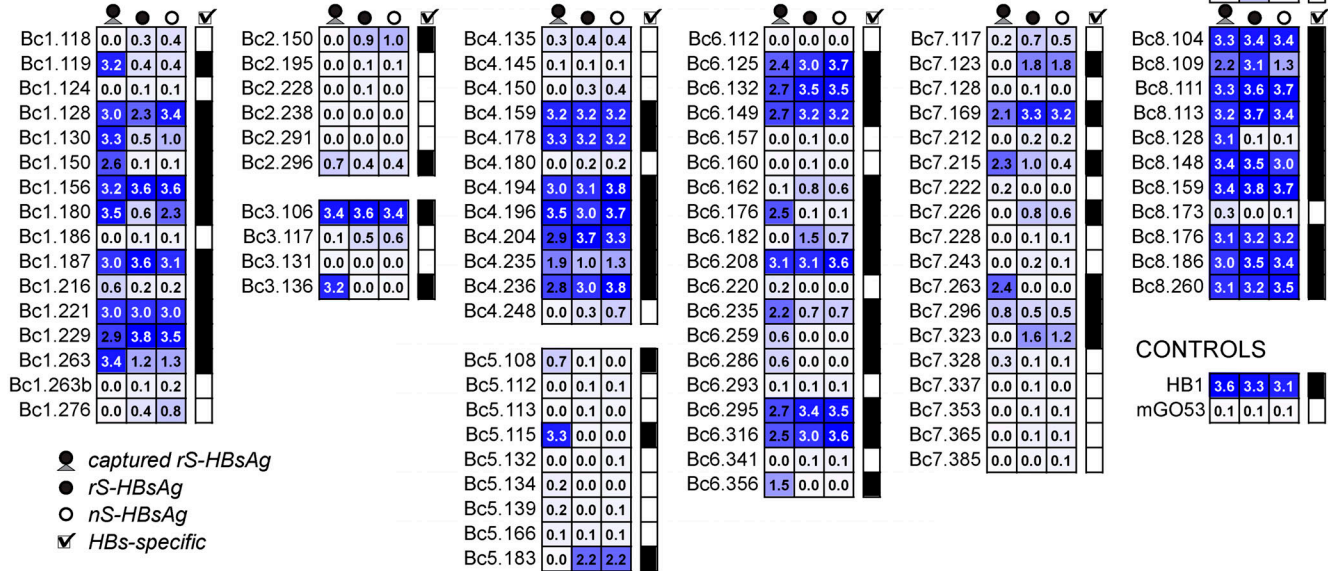 Bc1.118 0.0 0.3 0.4
Bc1.119 3.2 0.4 0.4
Bc1.124 0.0 0.1 0.1
Bc1.128 3.0 2.3 3.4
Bc1.130 3.3 0.5 1.0
Bc1.150 2.6 0.1 0.1
Bc1.156 3.2 3.6 3.6
Bc1.180 3.5 0.6 2.3
Bc1.186 0.0 0.1 0.1
Bc1.187 3.0 3.6 3.1
Bc1.216 0.6 0.2 0.2
Bc1.221 3.0 3.0 3.0
Bc1.229 2.9 3.8 3.5
Bc1.263 3.4 1.2 1.3
Bc1.263b 0.0 0.1 0.2
Bc1.276 0.0 0.4 0.8
captured rS-HBsAg
rS-HBsAg
nS-HBsAg
HBs-specific
Bc2.150 0.0 0.9 1.0
Bc2.195 0.0 0.1 0.1
Bc2.228 0.0 0.1 0.0
Bc2.238 0.0 0.0 0.0
Bc2.291 0.0 0.0 0.0
Bc2.296 0.7 0.4 0.4
Bc3.106 3.4 3.6 3.4
Bc3.117 0.1 0.5 0.6
Bc3.131 0.0 0.0 0.0
Bc3.136 3.2 0.0 0.0
Bc4.135 0.3 0.4 0.4
Bc4.145 0.1 0.1 0.1
Bc4.150 0.0 0.3 0.4
Bc4.159 3.2 3.2 3.2
Bc4.178 3.3 3.2 3.2
Bc4.180 0.0 0.2 0.2
Bc4.194 3.0 3.1 3.8
Bc4.196 3.5 3.0 3.7
Bc4.204 2.9 3.7 3.3
Bc4.235 1.9 1.0 1.3
Bc4.236 2.8 3.0 3.8
Bc4.248 0.0 0.3 0.7
Bc5.108 0.7 0.1 0.0
Bc5.112 0.0 0.1 0.1
Bc5.113 0.0 0.1 0.0
Bc5.115 3.3 0.0 0.0
Bc5.132 0.0 0.0 0.1
Bc5.134 0.2 0.0 0.0
Bc5.139 0.2 0.0 0.1
Bc5.166 0.1 0.1 0.1
Bc5.183 0.0 2.2 2.2
Bc6.112 0.0 0.0 0.0
Bc6.125 2.4 3.0 3.7
Bc6.132 2.7 3.5 3.5
Bc6.149 2.7 3.2 3.2
Bc6.157 0.0 0.1 0.0
Bc6.160 0.0 0.1 0.0
Bc6.162 0.1 0.8 0.6
Bc6.176 2.5 0.1 0.1
Bc6.182 0.0 1.5 0.7
Bc6.208 3.1 3.1 3.6
Bc6.220 0.2 0.0 0.0
Bc6.235 2.2 0.7 0.7
Bc6.259 0.6 0.0 0.0
Bc6.286 0.6 0.0 0.0
Bc6.293 0.1 0.1 0.1
Bc6.295 2.7 3.4 3.5
Bc6.316 2.5 3.0 3.6
Bc6.341 0.0 0.1 0.1
Bc6.356 1.5 0.0 0.0
Bc7.117 0.2 0.7 0.5
Bc7.123 0.0 1.8 1.8
Bc7.128 0.0 0.1 0.0
Bc7.169 2.1 3.3 3.2
Bc7.212 0.0 0.2 0.2
Bc7.215 2.3 1.0 0.4
Bc7.222 0.2 0.0 0.0
Bc7.226 0.0 0.8 0.6
Bc7.228 0.0 0.1 0.1
Bc7.243 0.0 0.2 0.1
Bc7.263 2.4 0.0 0.0
Bc7.296 0.8 0.5 0.5
Bc7.323 0.0 1.6 1.2
Bc7.328 0.3 0.1 0.1
Bc7.337 0.0 0.1 0.0
Bc7.353 0.0 0.1 0.1
Bc7.365 0.0 0.1 0.1
Bc7.385 0.0 0.0 0.1
Bc8.104 3.3 3.4 3.4
Bc8.109 2.2 3.1 1.3
Bc8.111 3.3 3.6 3.7
Bc8.113 3.2 3.7 3.4
Bc8.128 3.1 0.1 0.1
Bc8.148 3.4 3.5 3.0
Bc8.159 3.4 3.8 3.7
Bc8.173 0.3 0.0 0.1
Bc8.176 3.1 3.2 3.2
Bc8.186 3.0 3.5 3.4
Bc8.260 3.1 3.2 3.5
CONTROLS
HB1 3.6 3.3 3.1
mGO53 0.1 0.1 0.1